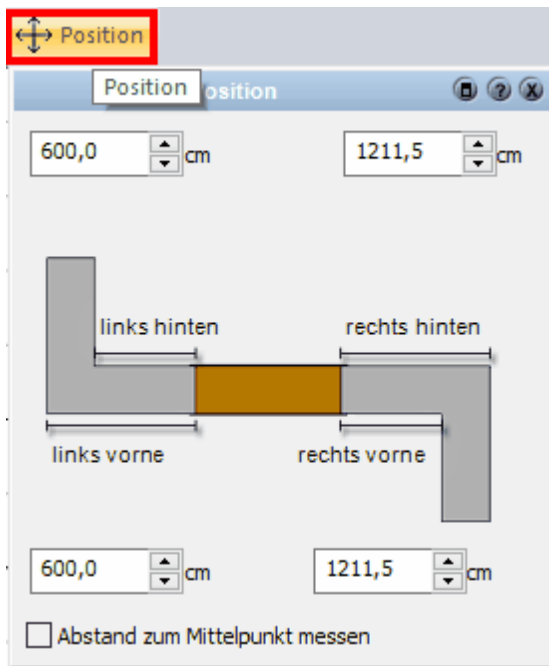 Position
Position osition
600,0 cm 1211,5 cm
links hinten rechts hinten
links vorne rechts vorne
600,0 cm 1211,5 cm
Abstand zum Mittelpunkt messen